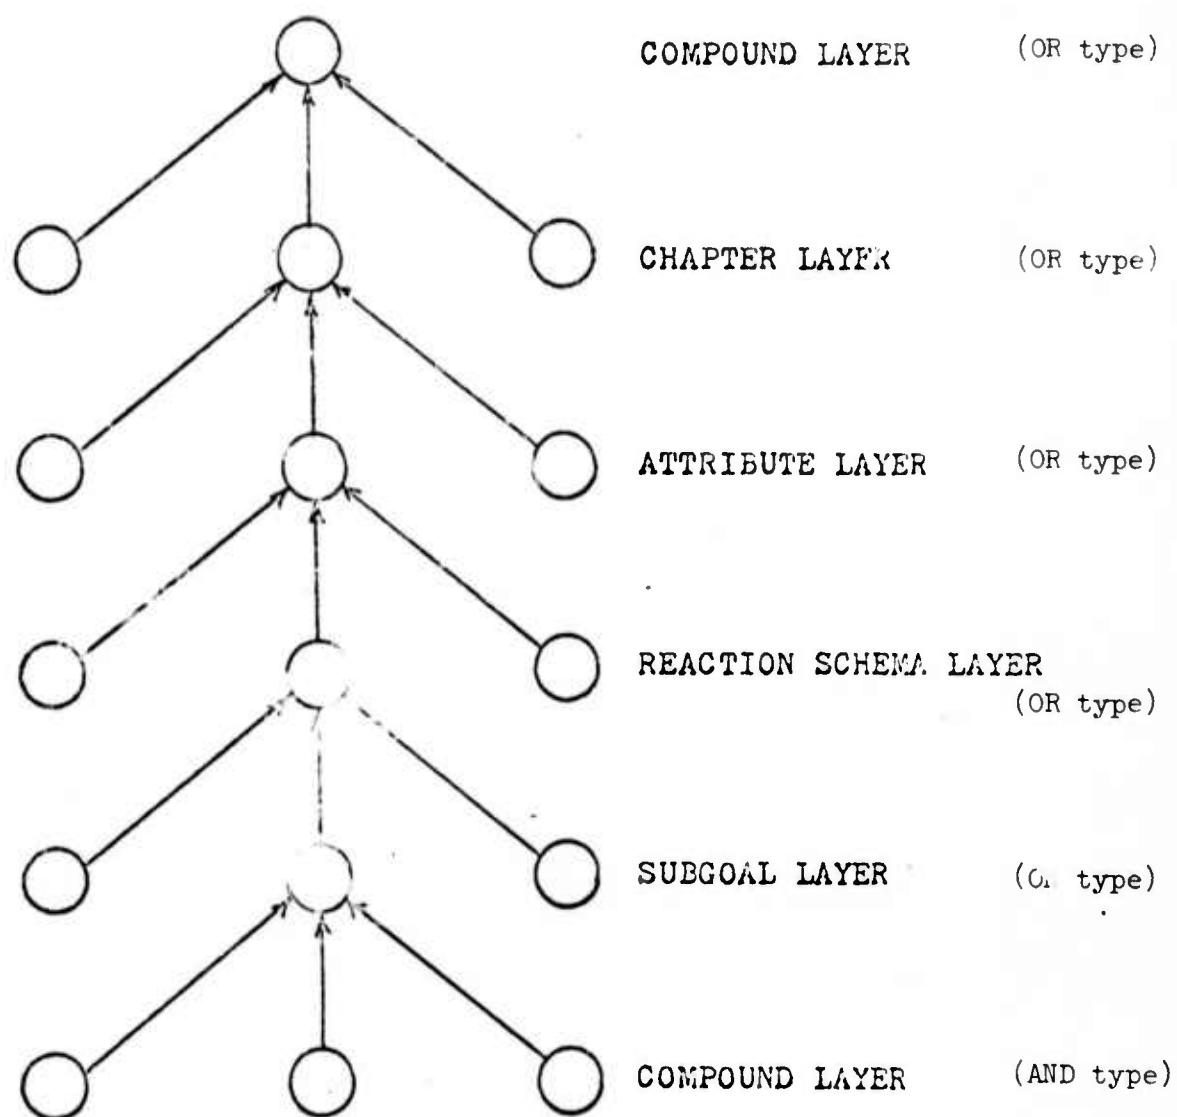 COMPOUND LAYER (OR type)
CHAPTER LAYER (OR type)
ATTRIBUTE LAYER (OR type)
REACTION SCHEMA LAYER
(OR type)
SUBGOAL LAYER type)
COMPOUND LAYER (AND type)